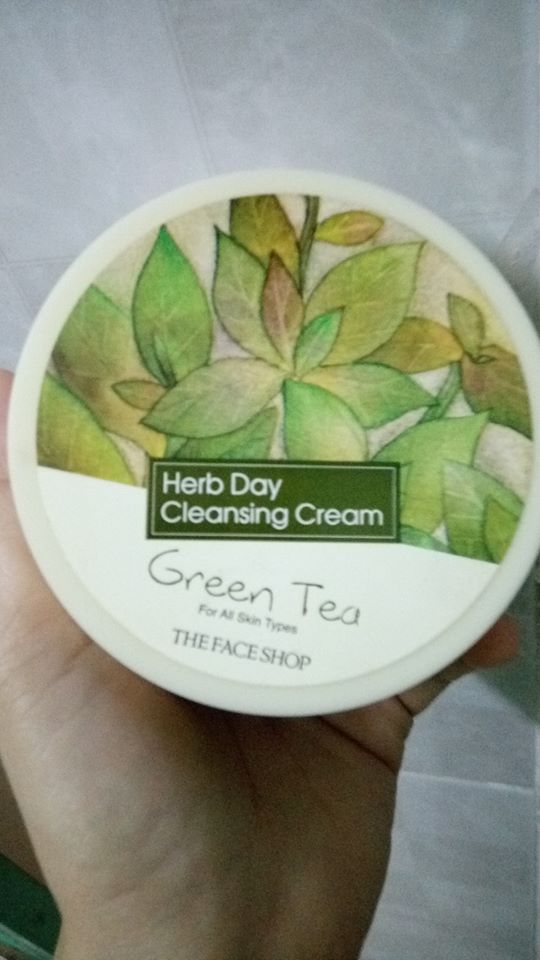 Herb Day
Cleansing Cream
Green Tea
For All Skin Types
THE FACE SHOP